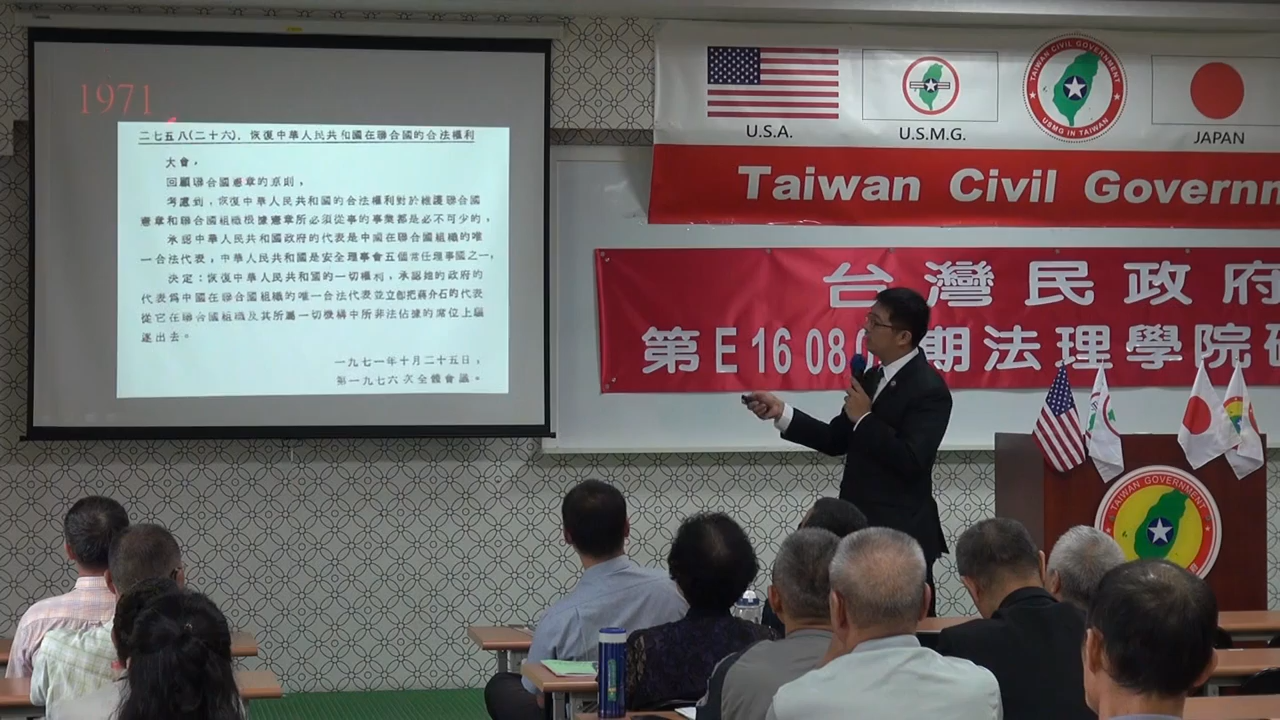 1971
二七五八(二十六). 恢復中華人民共和國在聯合國的合法權利
大會,
回顧聯合國憲章的原則,
考慮到,恢復中華人民共和國的合法權利對於維護聯合國
憲章和聯合國組織根據憲章所必須從事的事業都是必不可少的,
承認中華人民共和國政府的代表是中國在聯合國組織的唯
一合法代表,中華人民共和國是安全理事會五個常任理事國之一,
決定:恢復中華人民共和國的一切權利,承認她的政府的
代表為中國在聯合國組織的唯一合法代表並立即把蔣介石的代表
從它在聯合國組織及其所屬一切機構中所非法佔據的席位上驅
逐出去。
一九七一年十月二十五日,
第一九七六次全體會議。
U.S.A.
U.S.M.G.
TAIWAN CIVIL GOVERNMENT
USMG IN TAIWAN
JAPAN
Taiwan Civil Governm
台灣民政府
第E16 08 期法理學院研
TAIWAN GOVERNMENT